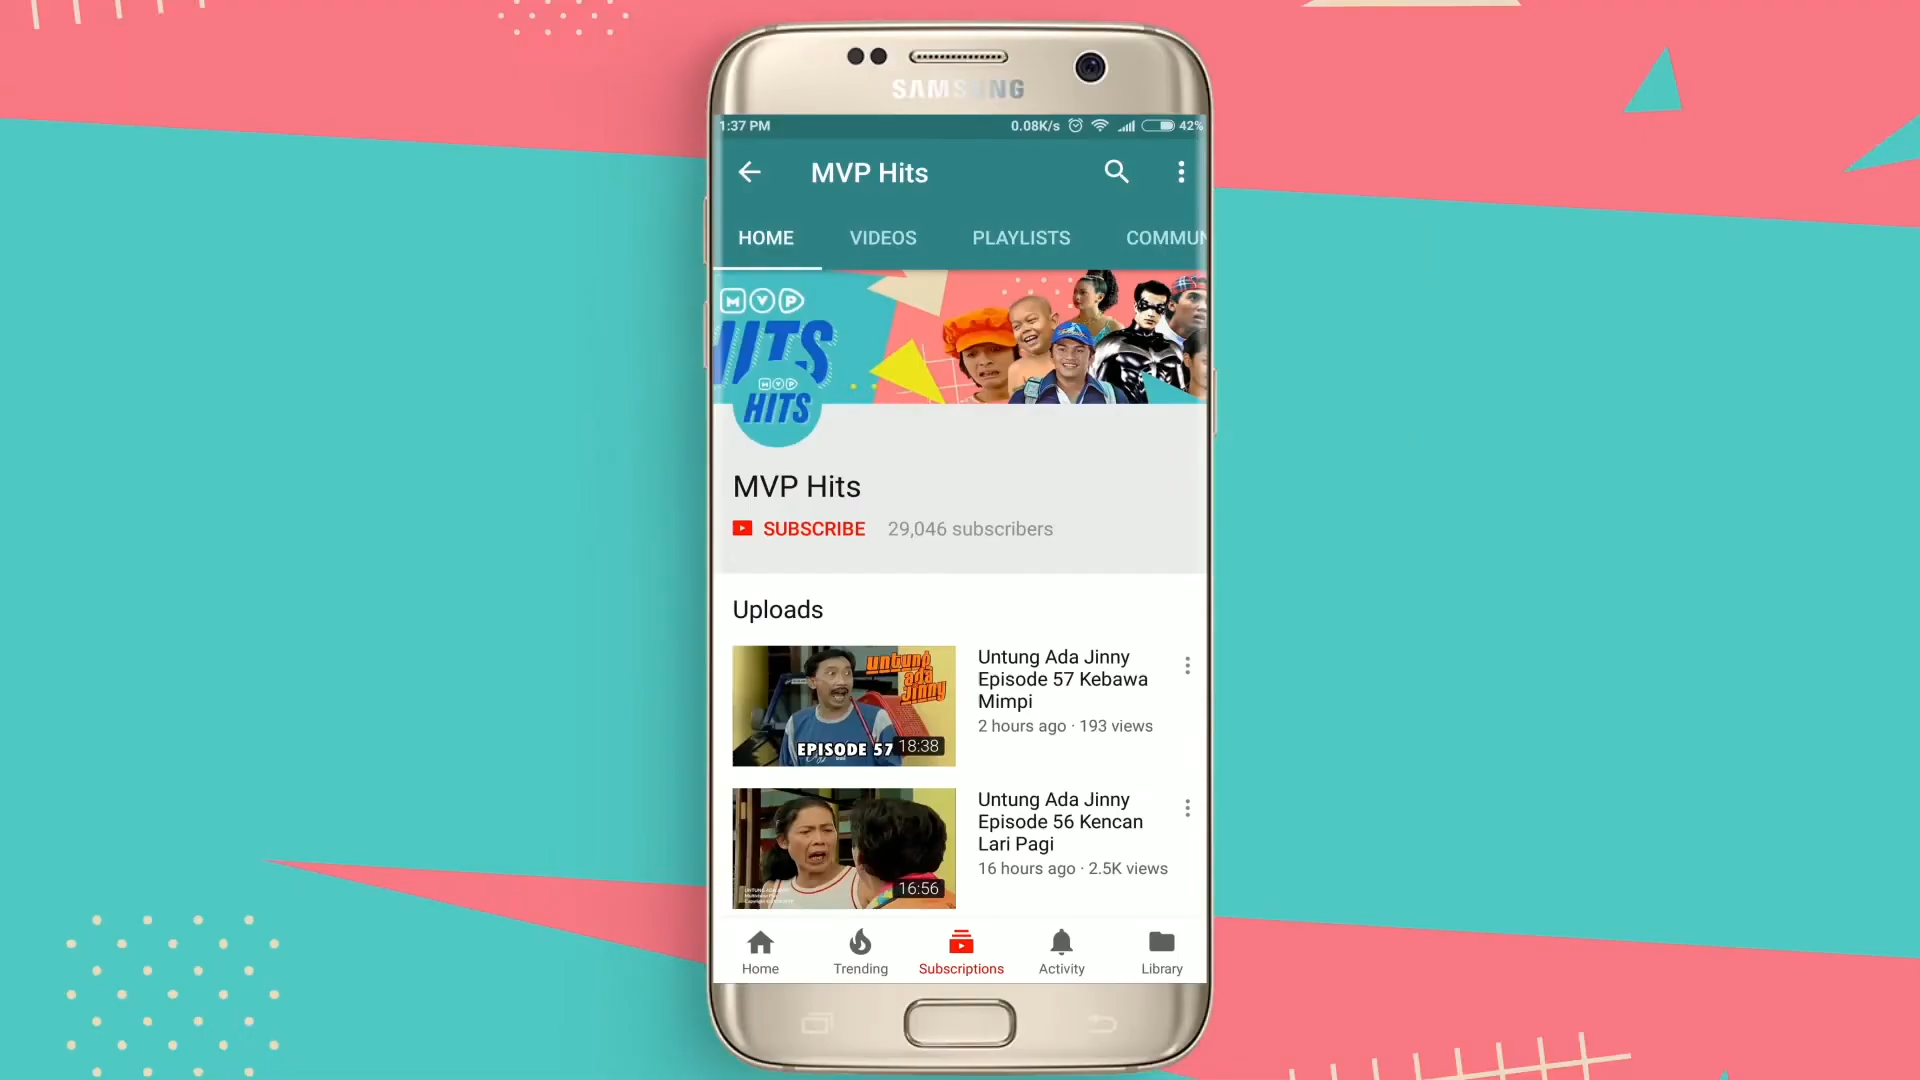 SAMSUNG
1:37 PM
0.08K/s
42%
MVP Hits
HOME
VIDEOS
PLAYLISTS
COMMUN
MVP
HITS
MVP
HITS
MVP Hits
SUBSCRIBE
29,046 subscribers
Uploads
untung
ada
jinny
EPISODE 57
18:38
Untung Ada Jinny
Episode 57 Kebawa
Mimpi
2 hours ago · 193 views
16:56
Untung Ada Jinny
Episode 56 Kencan
Lari Pagi
16 hours ago · 2.5K views
Home
Trending
Subscriptions
Activity
Library